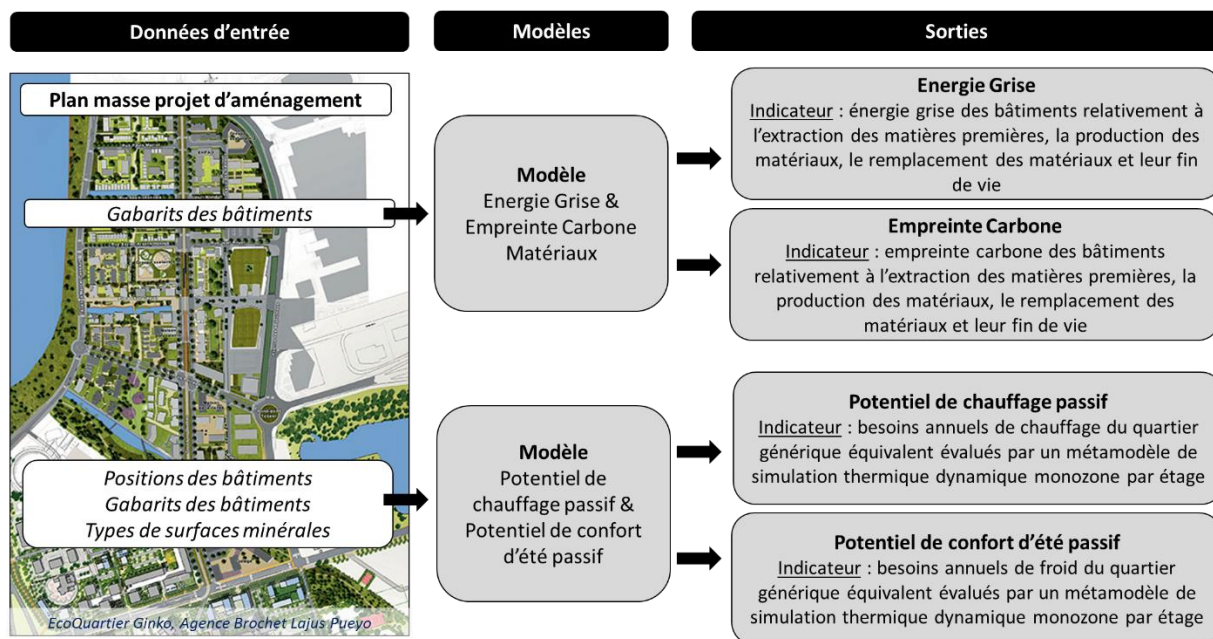 Données d'entrée
Modèles
Sorties
Plan masse projet d'aménagement
Gabarits des bâtiments
Positions des bâtiments
Gabarits des bâtiments
Types de surfaces minérales
EcoQuartier Ginko, Agence Brochet Lajus Pueyo
Modèle
Energie Grise &
Empreinte Carbone
Matériaux
Modèle
Potentiel de
chauffage passif &
Potentiel de confort
d'été passif
Energie Grise
Indicateur : énergie grise des bâtiments relativement à
l'extraction des matières premières, la production des
matériaux, le remplacement des matériaux et leur fin
de vie
Empreinte Carbone
Indicateur : empreinte carbone des bâtiments
relativement à l'extraction des matières premières, la
production des matériaux, le remplacement des
matériaux et leur fin de vie
Potentiel de chauffage passif
Indicateur : besoins annuels de chauffage du quartier
générique équivalent évalués par un métamodèle de
simulation thermique dynamique monozone par étage
Potentiel de confort d'été passif
Indicateur : besoins annuels de froid du quartier
générique équivalent évalués par un métamodèle de
simulation thermique dynamique monozone par étage